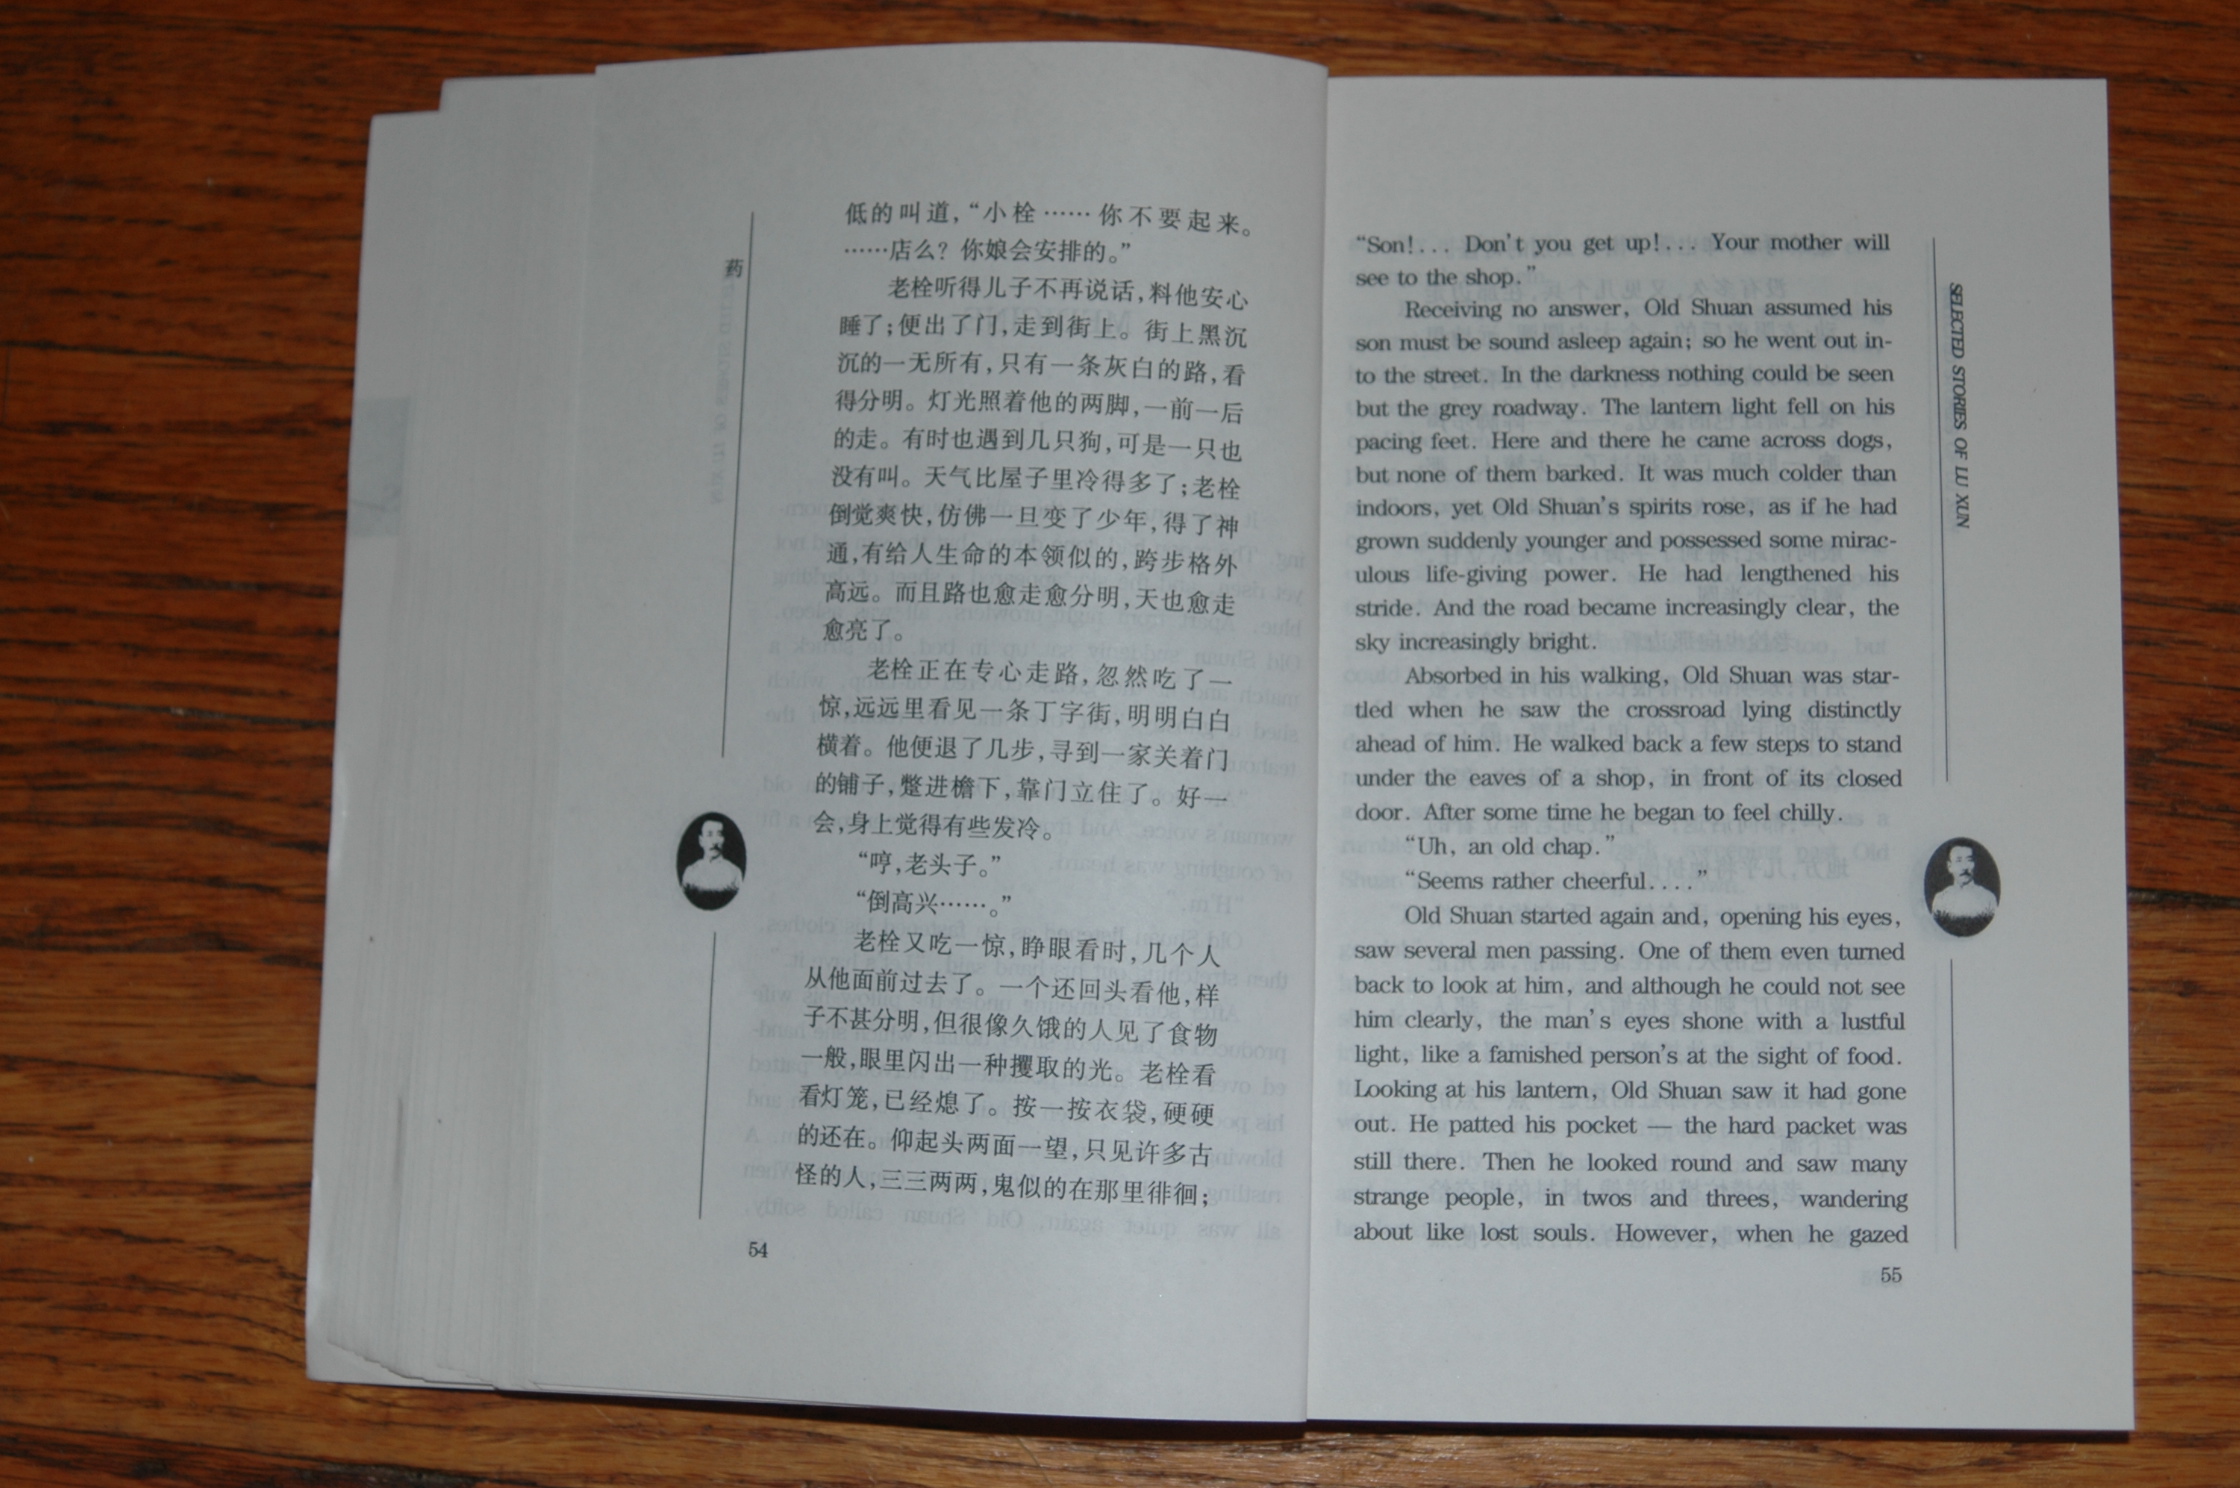 药
低的叫道，“小栓……你不要起来。
……店么？你娘会安排的。”
老栓听得儿子不再说话，料他安心
睡了；便出了门，走到街上。街上黑沉
沉的一无所有，只有一条灰白的路，看
得分明。灯光照着他的两脚，一前一后
的走。有时也遇到几只狗，可是一只也
没有叫。天气比屋子里冷得多了；老栓
倒觉爽快，仿佛一旦变了少年，得了神
通，有给人生命的本领似的，跨步格外
高远。而且路也愈走愈分明，天也愈走
愈亮了。
老栓正在专心走路，忽然吃了一
惊，远远里看见一条丁字街，明明白白
横着。他便退了几步，寻到一家关着门
的铺子，蹩进檐下，靠门立住了。好一
会，身上觉得有些发冷。
“哼，老头子。”
“倒高兴……。”
老栓又吃一惊，睁眼看时，几个人
从他面前过去了。一个还回头看他，样
子不甚分明，但很像久饿的人见了食物
一般，眼里闪出一种攫取的光。老栓看
看灯笼，已经熄了。按一按衣袋，硬硬
的还在。仰起头两面一望，只见许多古
怪的人，三三两两，鬼似的在那里徘徊；
54
SELECTED STORIES OF LU XUN
“Son!... Don't you get up!... Your mother will
see to the shop.”
Receiving no answer, Old Shuan assumed his
son must be sound asleep again; so he went out in-
to the street. In the darkness nothing could be seen
but the grey roadway. The lantern light fell on his
pacing feet. Here and there he came across dogs,
but none of them barked. It was much colder than
indoors, yet Old Shuan's spirits rose, as if he had
grown suddenly younger and possessed some mirac-
ulous life-giving power. He had lengthened his
stride. And the road became increasingly clear, the
sky increasingly bright.
Absorbed in his walking, Old Shuan was star-
tled when he saw the crossroad lying distinctly
ahead of him. He walked back a few steps to stand
under the eaves of a shop, in front of its closed
door. After some time he began to feel chilly.
“Uh, an old chap.”
“Seems rather cheerful....”
Old Shuan started again and, opening his eyes,
saw several men passing. One of them even turned
back to look at him, and although he could not see
him clearly, the man's eyes shone with a lustful
light, like a famished person's at the sight of food.
Looking at his lantern, Old Shuan saw it had gone
out. He patted his pocket — the hard packet was
still there. Then he looked round and saw many
strange people, in twos and threes, wandering
about like lost souls. However, when he gazed
55